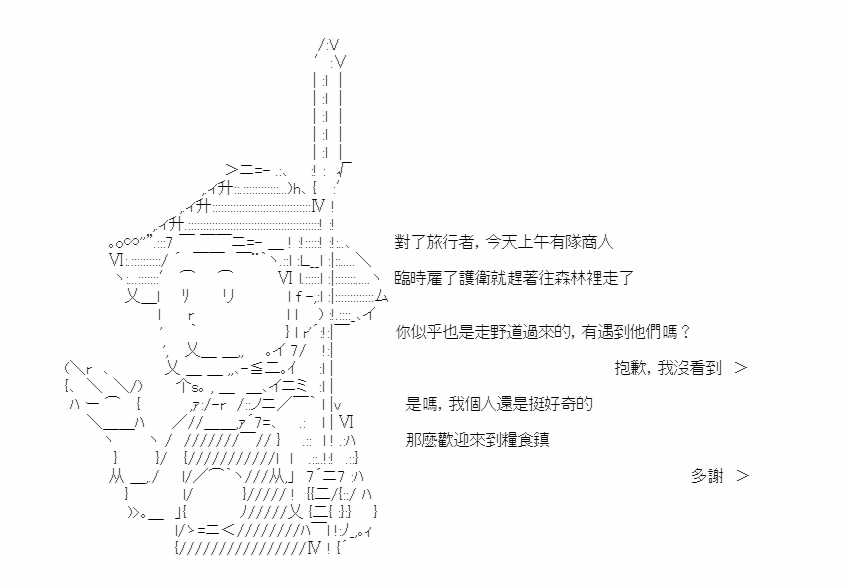 對了旅行者, 今天上午有隊商人
臨時雇了護衛就趕著往森林裡走了
你似乎也是走野道過來的, 有遇到他們嗎？
抱歉, 我沒看到 ＞
是嗎, 我個人還是挺好奇的
那麼歡迎來到糧食鎮
多謝 ＞